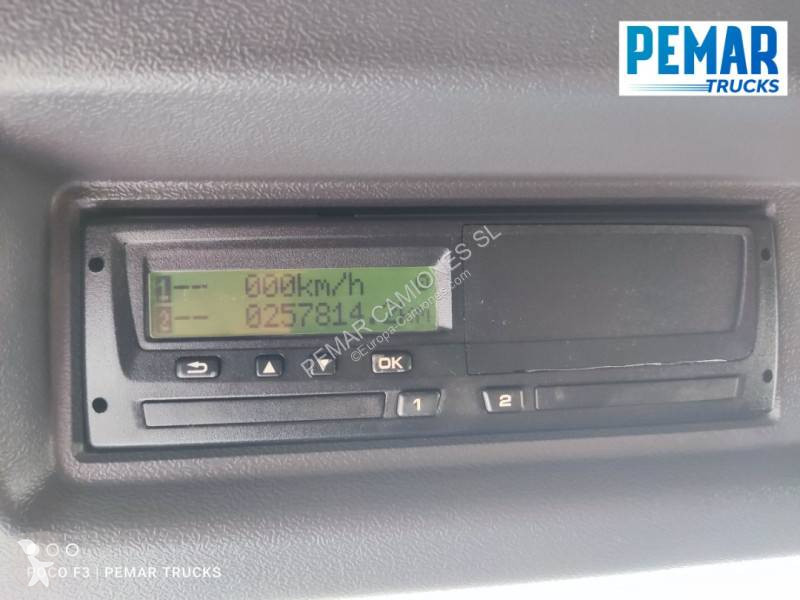 PEMAR
TRUCKS
1-- 000km/h
2-- 0257814
OK
1
2
PEMAR CAMIONES SL
©Europa-Camiones.com
POCO F3 | PEMAR TRUCKS